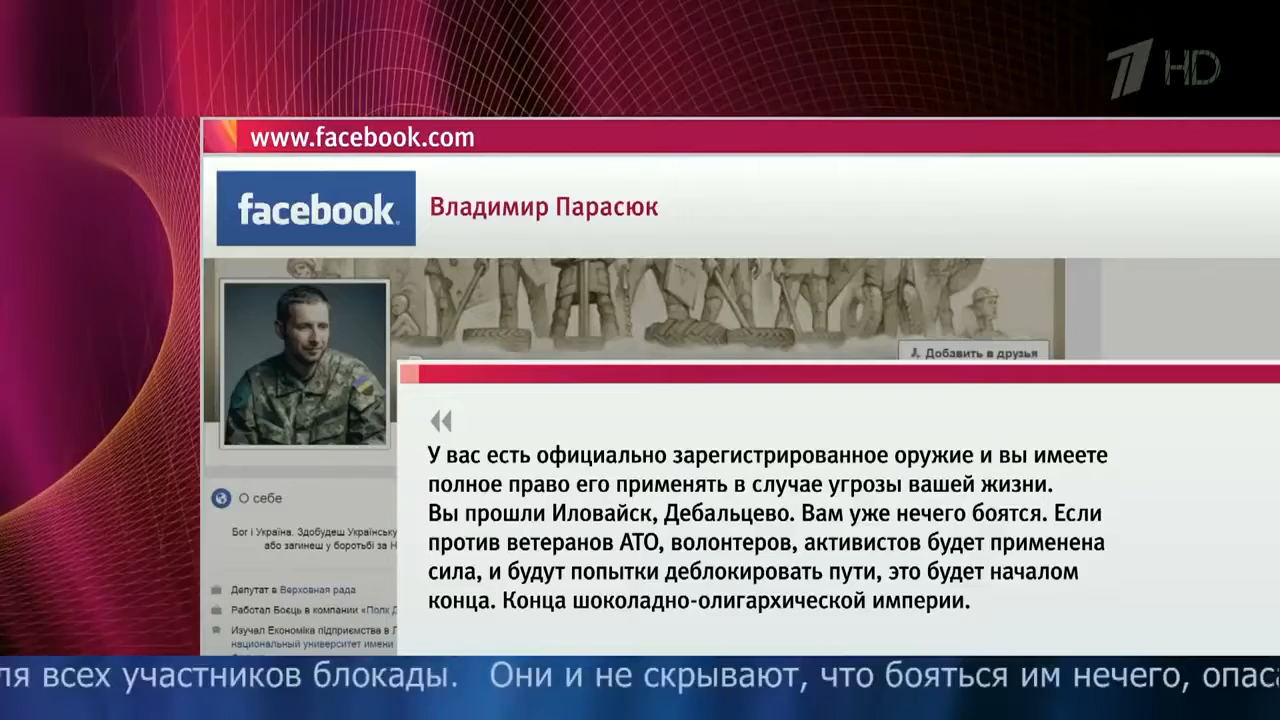 1 HD
www.facebook.com
facebook.
Владимир Парасюк
Добавить в друзья
У вас есть официально зарегистрированное оружие и вы имеете
полное право его применять в случае угрозы вашей жизни.
Вы прошли Иловайск, Дебальцево. Вам уже нечего боятся. Если
против ветеранов АТО, волонтеров, активистов будет применена
сила, и будут попытки деблокировать пути, это будет началом
конца. Конца шоколадно-олигархической империи.
О себе
Бог і Україна. Здобудеш Українську
або загинеш у боротьбі за Н
Депутат в Верховная рада
Работал Боєць в компании «Полк Д
Изучал Економіка підприємства в Л
национальный университет имени
ля всех участников блокады. Они и не скрывают, что бояться им нечего, опаса